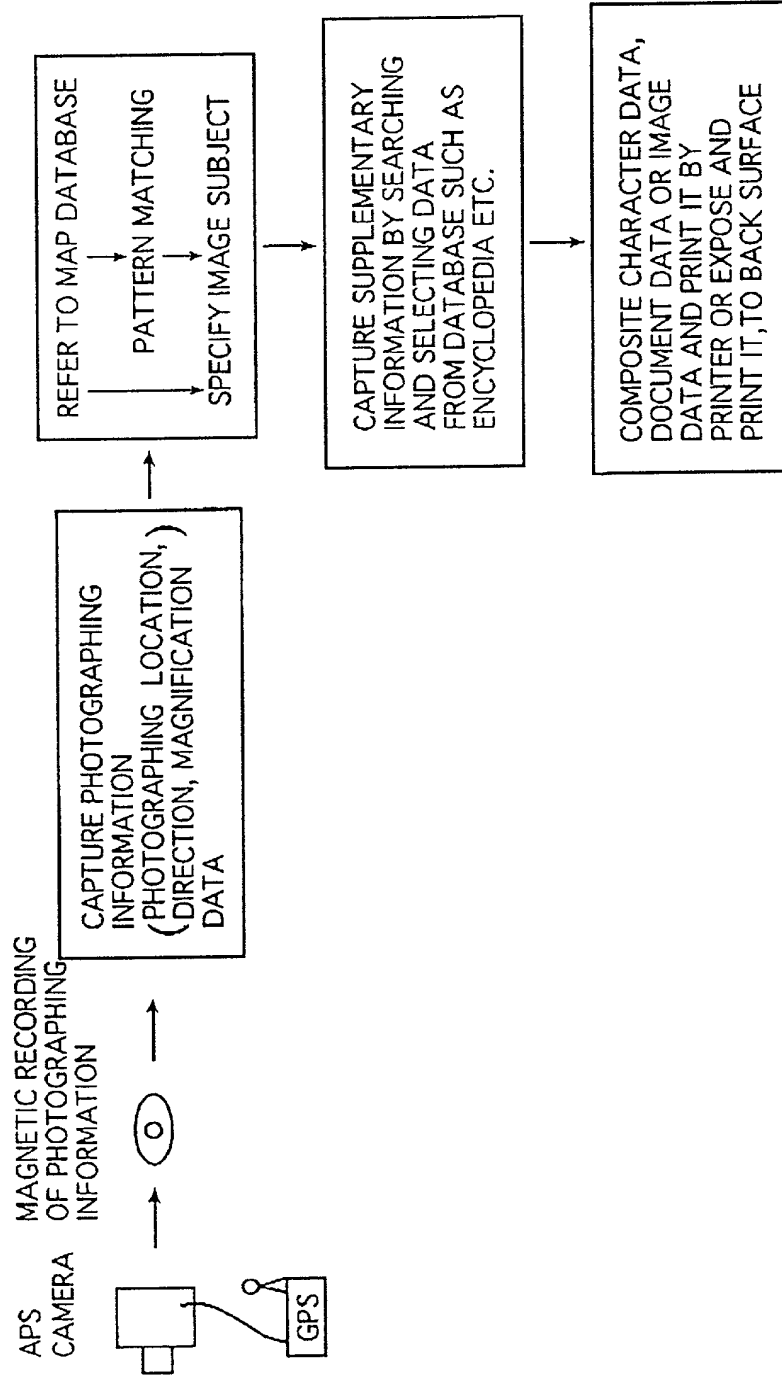 APS
CAMERA
GPS
MAGNETIC RECORDING
OF PHOTOGRAPHING
INFORMATION
CAPTURE PHOTOGRAPHING
INFORMATION
(PHOTOGRAPHING LOCATION,
DIRECTION, MAGNIFICATION)
DATA
REFER TO MAP DATABASE
PATTERN MATCHING
SPECIFY IMAGE SUBJECT
CAPTURE SUPPLEMENTARY
INFORMATION BY SEARCHING
AND SELECTING DATA
FROM DATABASE SUCH AS
ENCYCLOPEDIA ETC.
COMPOSITE CHARACTER DATA,
DOCUMENT DATA OR IMAGE
DATA AND PRINT IT BY
PRINTER OR EXPOSE AND
PRINT IT,TO BACK SURFACE